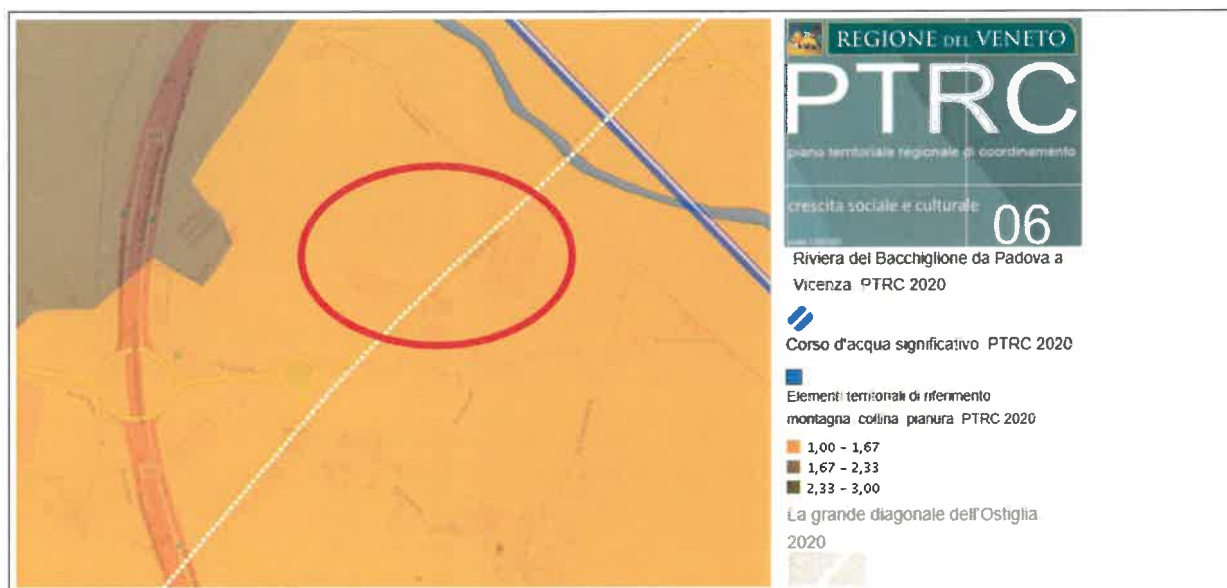 REGIONE DEL VENETO
PTRC
piano territoriale regionale di coordinamento
crescita sociale e culturale
06
Riviera del Bacchiglione da Padova a
Vicenza PTRC 2020
Corso d'acqua significativo PTRC 2020
Elementi territoriali di riferimento
montagna collina pianura PTRC 2020
1,00 - 1,67
1,67 - 2,33
2,33 - 3,00
La grande diagonale dell'Ostiglia
2020